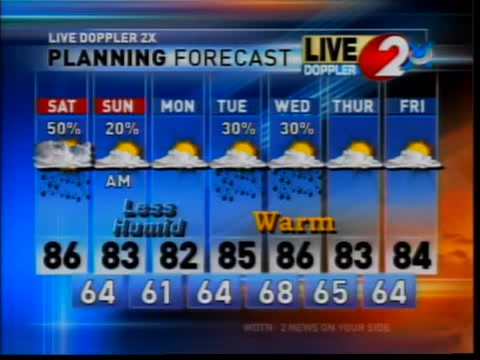 LIVE DOPPLER 2X
PLANNING FORECAST
LIVE
DOPPLER
2
SAT SUN MON TUE WED THUR FRI
50% 20% 30% 30%
AM
Less
Humid
Warm
86 83 82 85 86 83 84
64 61 64 68 65 64
WDTN: 2 NEWS ON YOUR SIDE